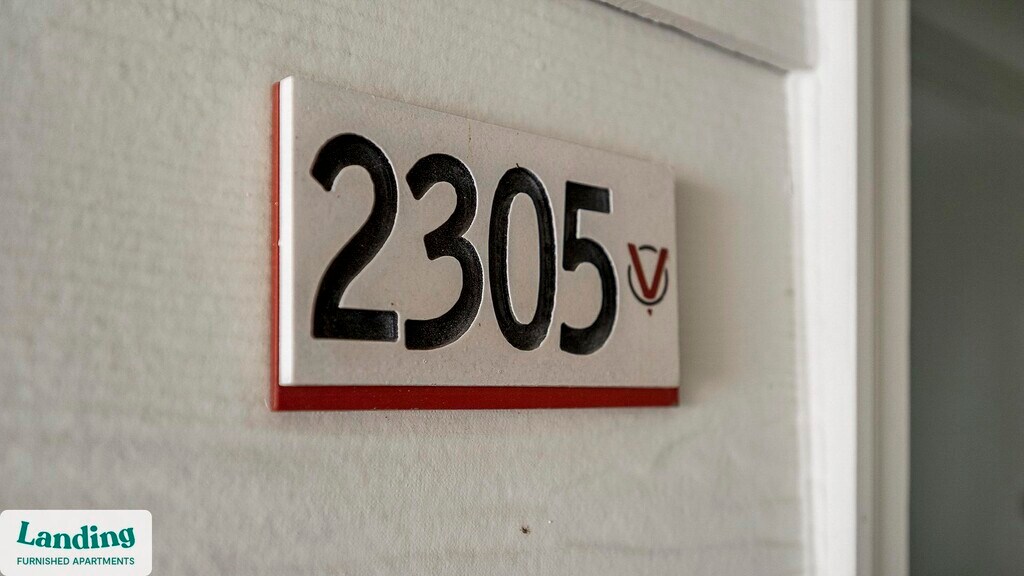 2305 V
Landing
FURNISHED APARTMENTS